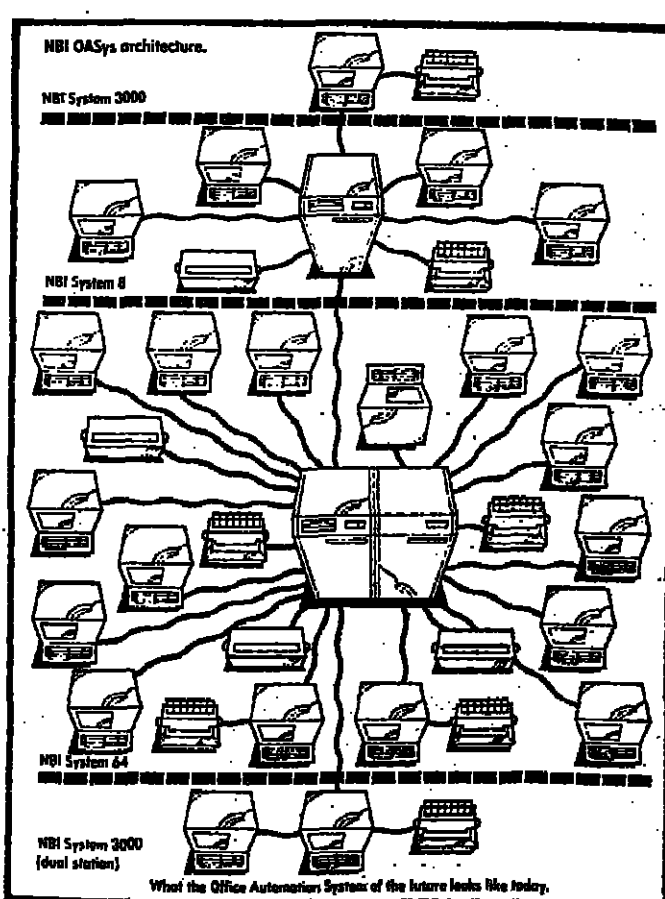 NBI OASys architecture.
NBI System 3000
NBI System 8
NBI System 64
NBI System 3000
(dual station)
What the Office Automation System of the future looks like today.